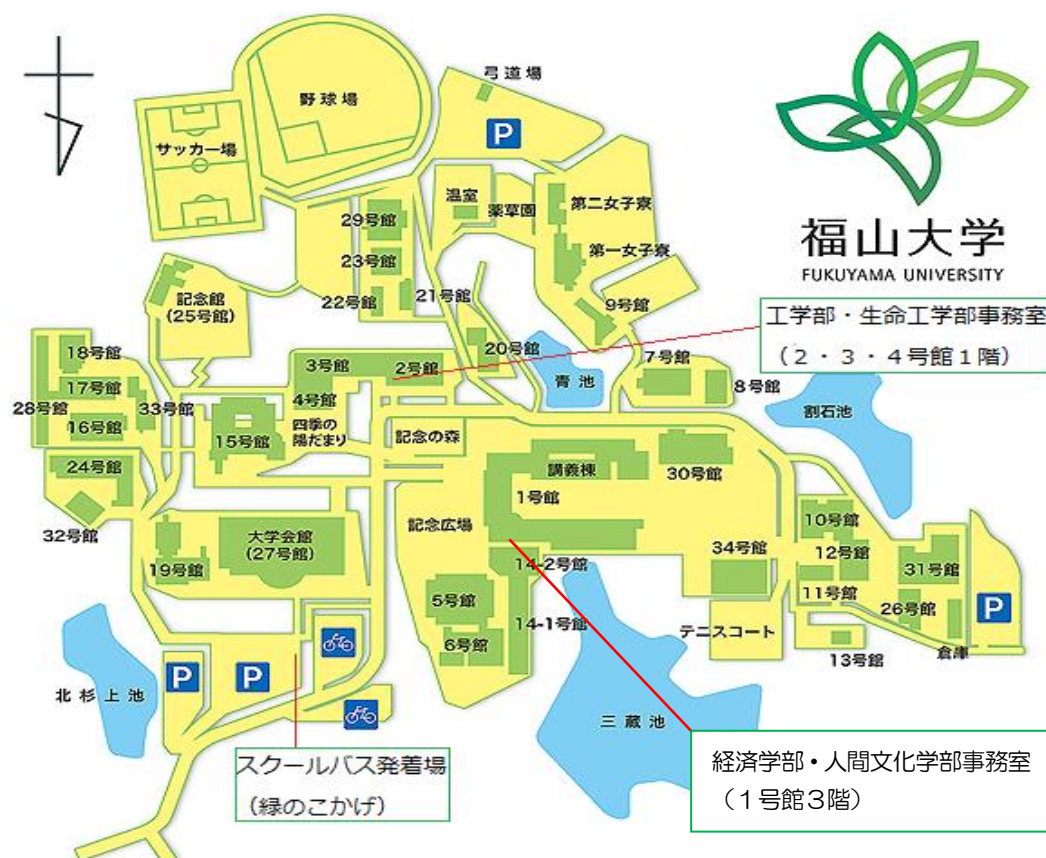 弓道場
P
野球場
サッカー場
福山大学
FUKUYAMA UNIVERSITY
温室
薬草園
第二女子寮
29号館
第一女子寮
23号館
記念館
(25号館)
22号館
21号館
9号館
工学部・生命工学部事務室
(2・3・4号館1階)
18号館
20号館
7号館
3号館
2号館
17号館
青池
8号館
28号館
33号館
4号館
割石池
16号館
15号館
四季の
陽だまり
記念の森
24号館
講義棟
30号館
1号館
32号館
記念広場
10号館
大学会館
(27号館)
34号館
12号館
19号館
14-2号館
31号館
11号館
5号館
26号館
P
14-1号館
テニスコート
6号館
13号館
倉庫
北杉上池
P
P
三蔵池
スクールバス発着場
(緑のこかげ)
経済学部・人間文化学部事務室
(1号館3階)